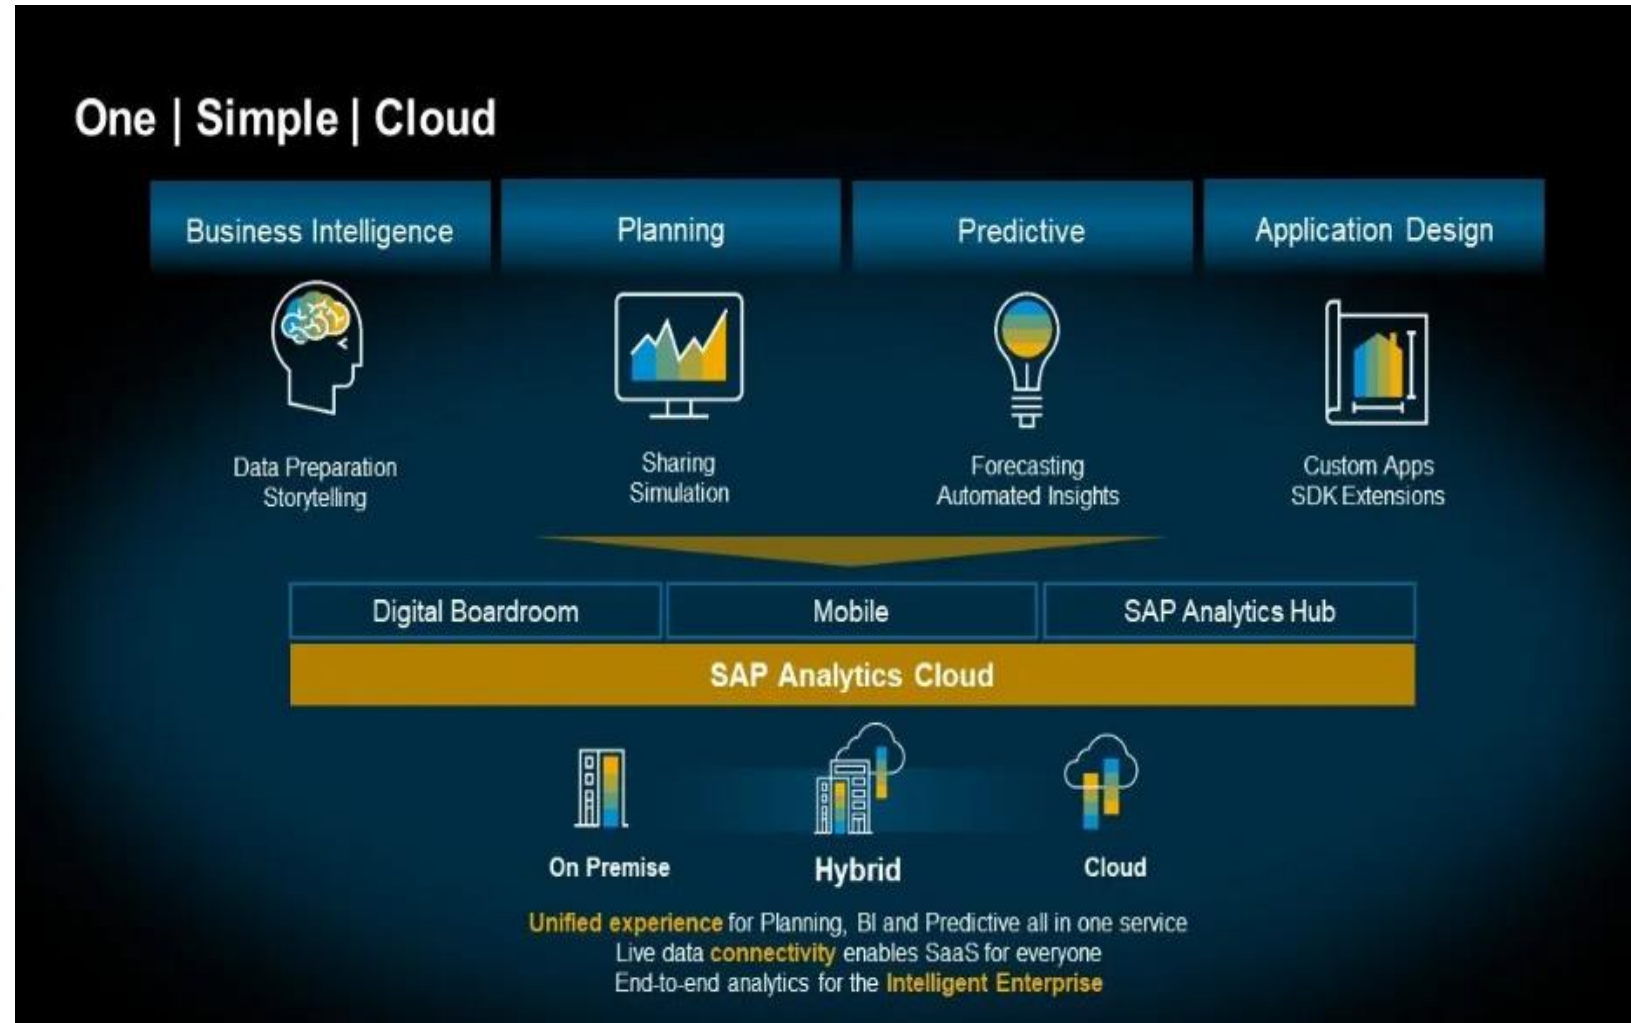 One | Simple | Cloud
Business Intelligence
Planning
Predictive
Application Design
Data Preparation
Storytelling
Sharing
Simulation
Forecasting
Automated Insights
Custom Apps
SDK Extensions
Digital Boardroom
Mobile
SAP Analytics Hub
SAP Analytics Cloud
On Premise
Hybrid
Cloud
Unified experience for Planning, BI and Predictive all in one service
Live data connectivity enables SaaS for everyone
End-to-end analytics for the Intelligent Enterprise